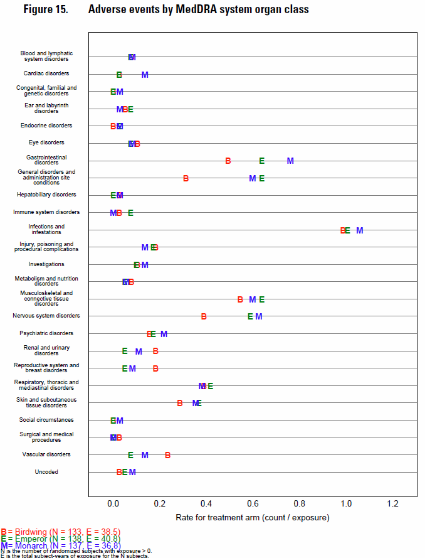 Figure 15. Adverse events by MedDRA system organ class
Blood and lymphatic
system disorders
Cardiac disorders
Congenital, familial and
genetic disorders
Ear and labyrinth
disorders
Endocrine disorders
Eye disorders
Gastrointestinal
disorders
General disorders and
administration site
conditions
Hepatobiliary disorders
Immune system disorders
Infections and
infestations
Injury, poisoning and
procedural complications
Investigations
Metabolism and nutrition
disorders
Musculoskeletal and
connective tissue
disorders
Nervous system disorders
Psychiatric disorders
Renal and urinary
disorders
Reproductive system and
breast disorders
Respiratory, thoracic and
mediastinal disorders
Skin and subcutaneous
tissue disorders
Social circumstances
Surgical and medical
procedures
Vascular disorders
Uncoded
0.0 0.2 0.4 0.6 0.8 1.0 1.2
Rate for treatment arm (count / exposure)
B = Birdwing (N = 133, E = 38.5)
E = Emperor (N = 138, E = 40.8)
M = Monarch (N = 137, E = 36.8)
N is the number of randomized subjects with exposure > 0.
E is the total subject-years of exposure for the N subjects.